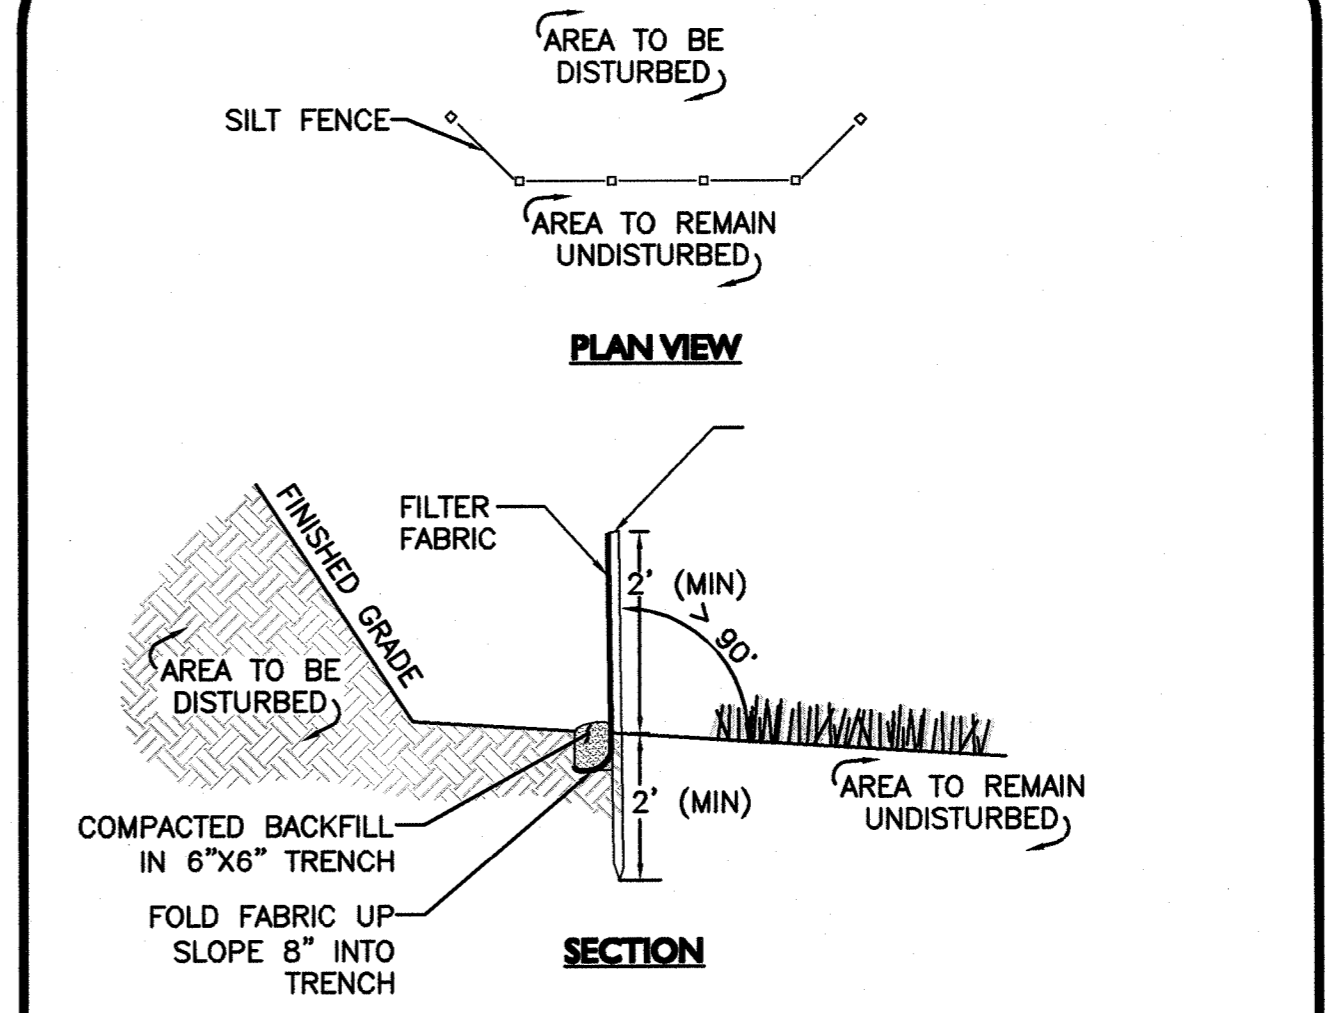 AREA TO BE
DISTURBED
SILT FENCE
AREA TO REMAIN
UNDISTURBED
PLAN VIEW
FINISHED GRADE
FILTER
FABRIC
2' (MIN)
> 90°
AREA TO BE
DISTURBED
2' (MIN)
AREA TO REMAIN
UNDISTURBED
COMPACTED BACKFILL
IN 6"X6" TRENCH
FOLD FABRIC UP
SLOPE 8" INTO
TRENCH
SECTION